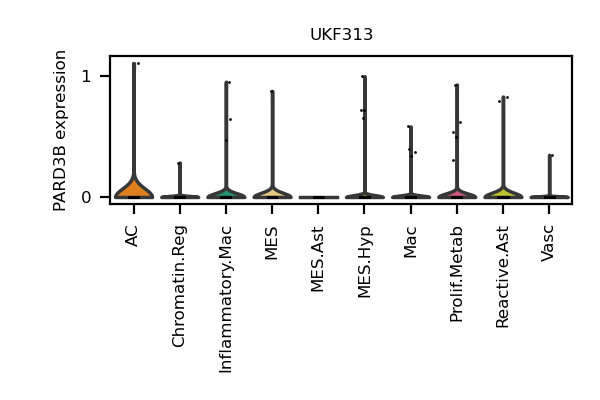 UKF313
PARD3B expression
1
0
AC
Chromatin.Reg
Inflammatory.Mac
MES
MES.Ast
MES.Hyp
Mac
Prolif.Metab
Reactive.Ast
Vasc